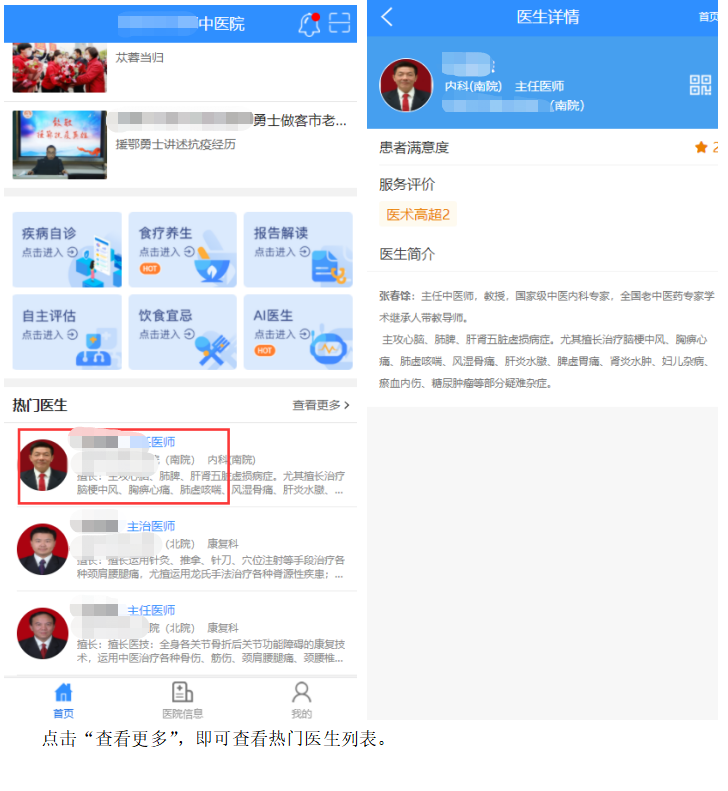 中医院
苁蓉当归
勇士做客市老...
援鄂勇士讲述抗疫经历
疾病自诊
点击进入
食疗养生
点击进入
HOT
报告解读
点击进入
自主评估
点击进入
饮食宜忌
点击进入
AI医生
点击进入
HOT
热门医生
查看更多
主任医师
(南院) 内科(南院)
擅长：主攻心脑、肺脾、肝肾五脏虚损病症。尤其擅长治疗
脑梗中风、胸痹心痛、肺虚咳喘、风湿骨痛、肝炎水臌、...
主治医师
(北院) 康复科
擅长：擅长运用针灸、推拿、针刀、穴位注射等手段治疗各
种颈肩腰腿痛，尤擅运用龙氏手法治疗各种脊源性疾患；...
主任医师
院 (北院) 康复科
擅长：擅长医技：全身各关节骨折后关节功能障碍的康复技
术，运用中医治疗各种骨伤、筋伤、颈肩腰腿痛、颈腰椎...
首页
医院信息
我的
医生详情
首页
内科(南院) 主任医师
(南院)
患者满意度
2
服务评价
医术高超2
医生简介
张春馀：主任中医师，教授，国家级中医内科专家，全国老中医药专家学
术继承人带教导师。
主攻心脑、肺脾、肝肾五脏虚损病症。尤其擅长治疗脑梗中风、胸痹心
痛、肺虚咳喘、风湿骨痛、肝炎水臌、脾虚胃痛、肾炎水肿、妇儿杂病、
瘀血内伤、糖尿肿瘤等部分疑难杂症。
点击“查看更多”，即可查看热门医生列表。